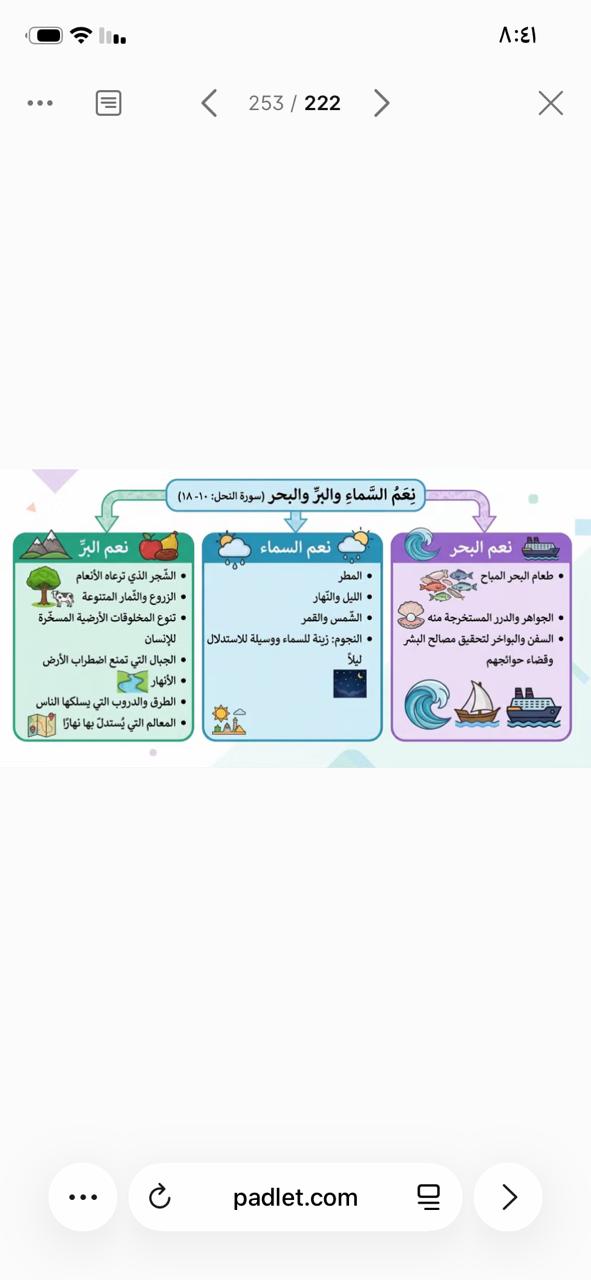 ٨:٤١
253 / 222
نِعَمُ السَّماءِ والبرِّ والبحر (سورة النحل: ١٠-١٨)
نعم البحر
• طعام البحر المباح
• الجواهر والدرر المستخرجة منه
• السفن والبواخر لتحقيق مصالح البشر
وقضاء حوائجهم
نعم السماء
• المطر
• الليل والنّهار
• الشّمس والقمر
• النجوم: زينة للسماء ووسيلة للاستدلال
ليلاً
نعم البرِّ
• الشّجر الذي ترعاه الأنعام
• الزروع والثّمار المتنوعة
• تنوع المخلوقات الأرضية المسخّرة
للإنسان
• الجبال التي تمنع اضطراب الأرض
• الأنهار
• الطرق والدروب التي يسلكها الناس
• المعالم التي يُستدلّ بها نهارًا
padlet.com